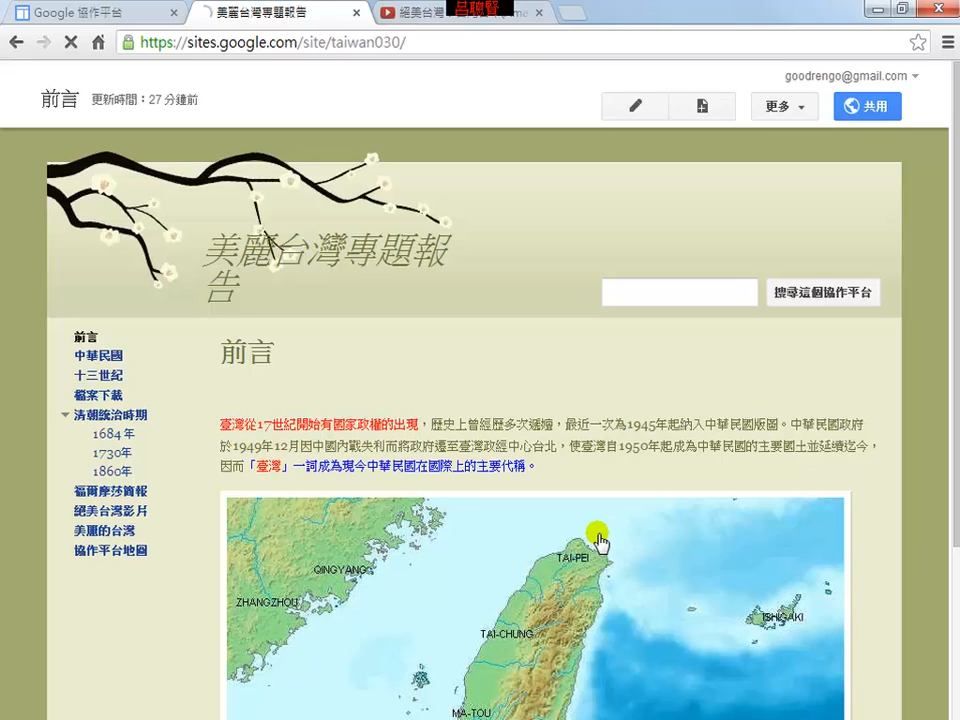 Google 協作平台
美麗台灣專題報告
絕美台灣
呂聰賢
https://sites.google.com/site/taiwan030/
goodrengo@gmail.com
前言
更新時間：27 分鐘前
更多
共用
美麗台灣專題報
告
搜尋這個協作平台
前言
中華民國
十三世紀
檔案下載
清朝統治時期
1684 年
1730年
1860年
福爾摩莎簡報
絕美台灣影片
美麗的台灣
協作平台地圖
前言
臺灣從17世紀開始有國家政權的出現，歷史上曾經歷多次遞嬗，最近一次為1945年起納入中華民國版圖。中華民國政府
於1949年12月因中國內戰失利而將政府遷至臺灣政經中心台北，使臺灣自1950年起成為中華民國的主要國土並延續迄今，
因而「臺灣」一詞成為現今中華民國在國際上的主要代稱。
TAI-PEI
QINGYANG
ZHANGZHOU
ISHIGAKI
TAI-CHUNG
MA-TOU